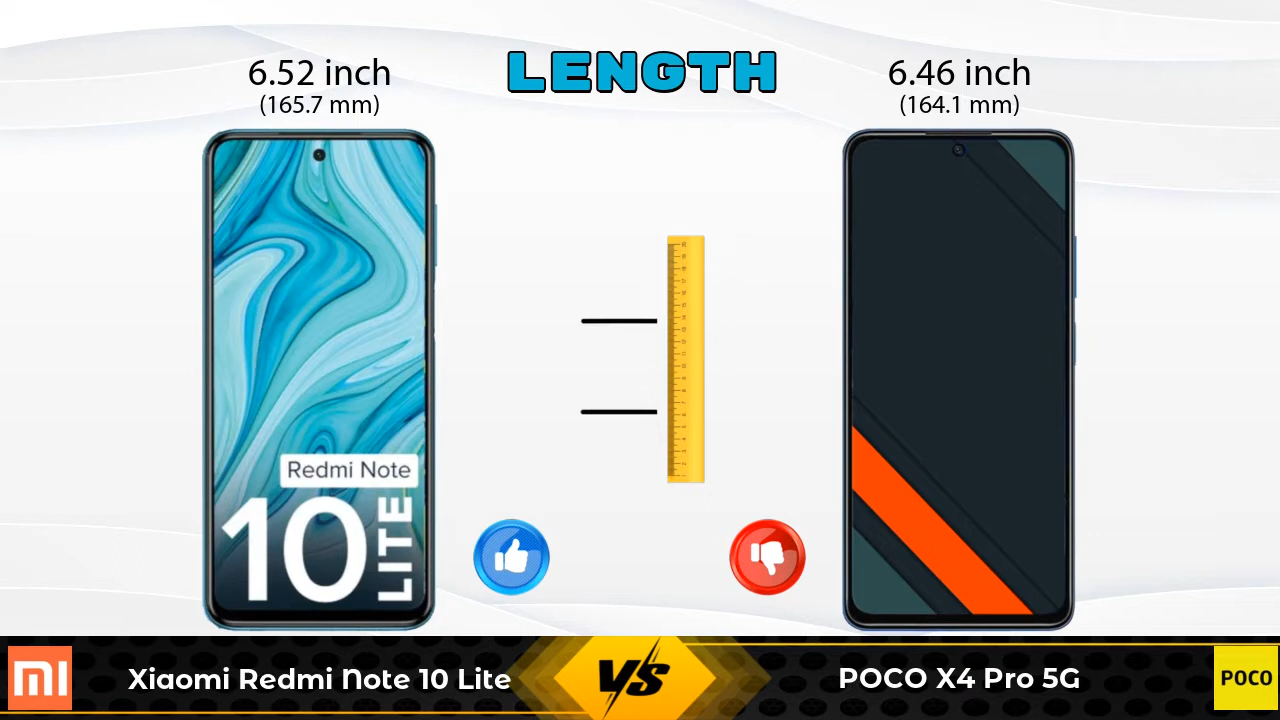 LENGTH
6.52 inch
(165.7 mm)
6.46 inch
(164.1 mm)
Redmi Note
10
LITE
MI
Xiaomi Redmi Note 10 Lite
VS
POCO X4 Pro 5G
POCO